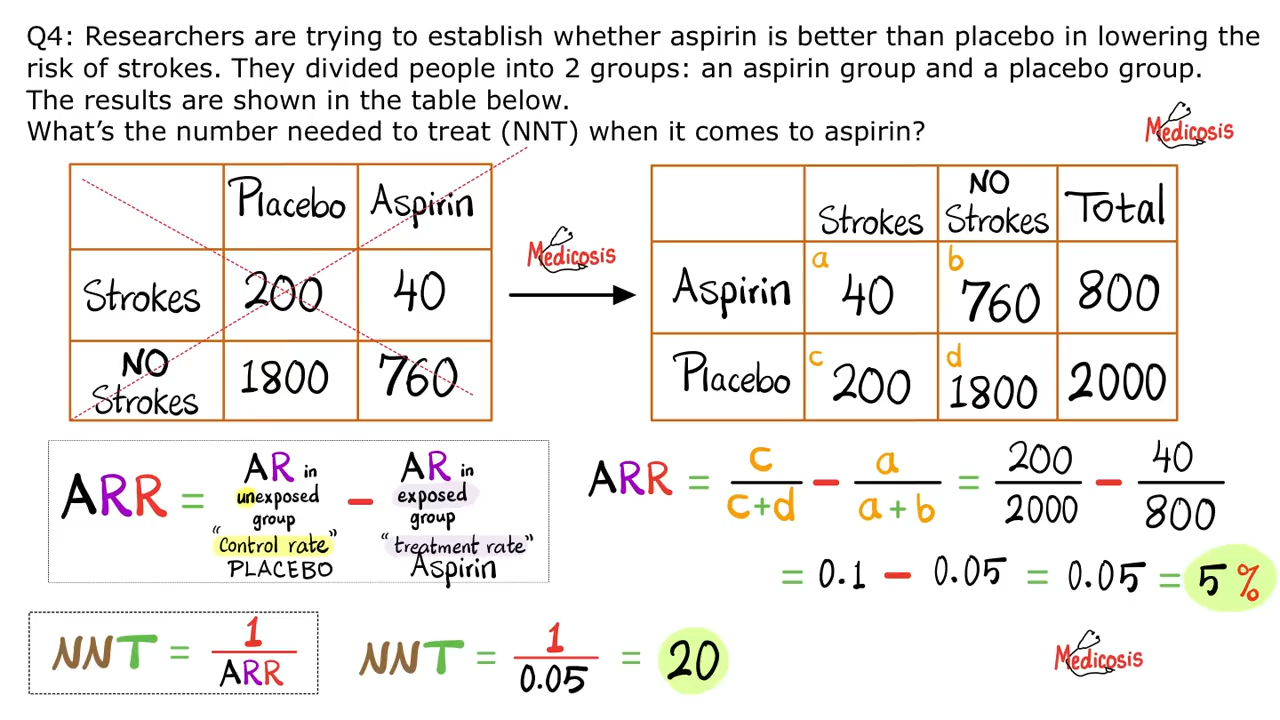 Q4: Researchers are trying to establish whether aspirin is better than placebo in lowering the
risk of strokes. They divided people into 2 groups: an aspirin group and a placebo group.
The results are shown in the table below.
What's the number needed to treat (NNT) when it comes to aspirin?
Medicosis
Placebo Aspirin
Strokes 200 40
NO
Strokes 1800 760
Medicosis
Strokes NO Strokes Total
Aspirin a 40 b 760 800
Placebo c 200 d 1800 2000
ARR = AR in unexposed group "Control rate" PLACEBO - AR in exposed group "treatment rate" Aspirin
ARR = c/c+d - a/a+b = 200/2000 - 40/800
= 0.1 - 0.05 = 0.05 = 5%
NNT = 1/ARR
NNT = 1/0.05 = 20
Medicosis